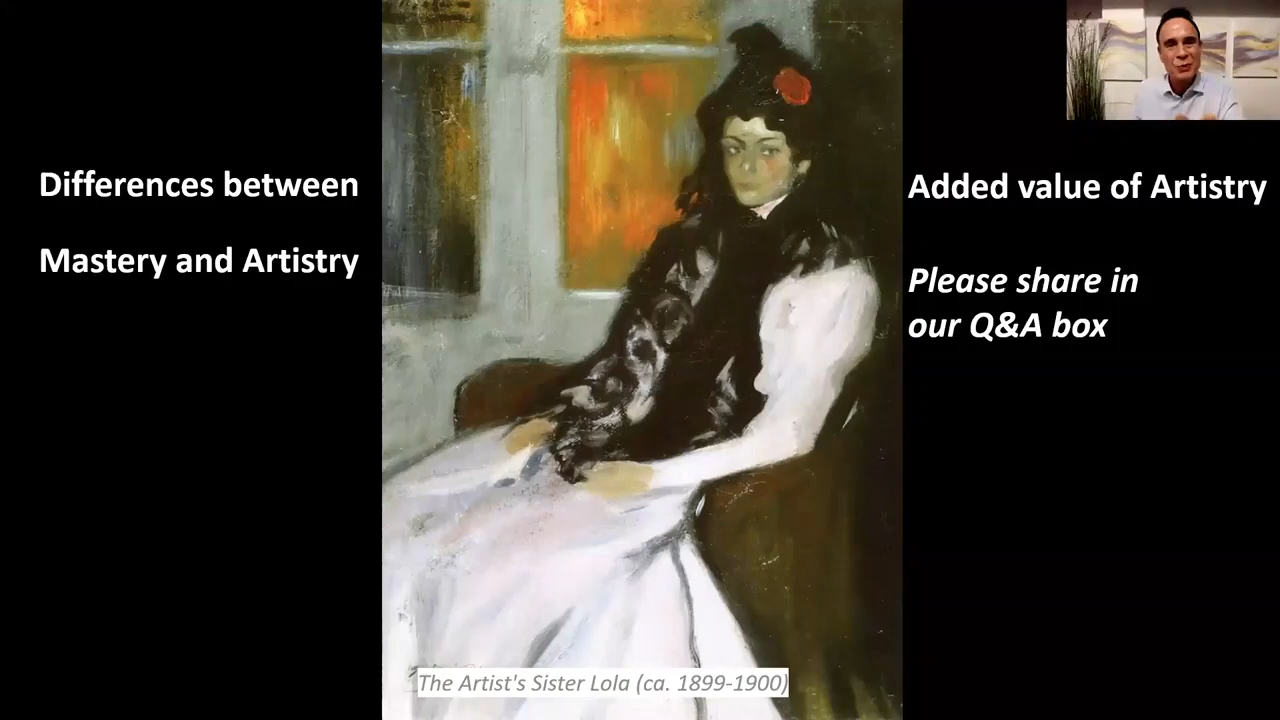 Differences between
Mastery and Artistry
Added value of Artistry
Please share in
our Q&A box
The Artist's Sister Lola (ca. 1899-1900)